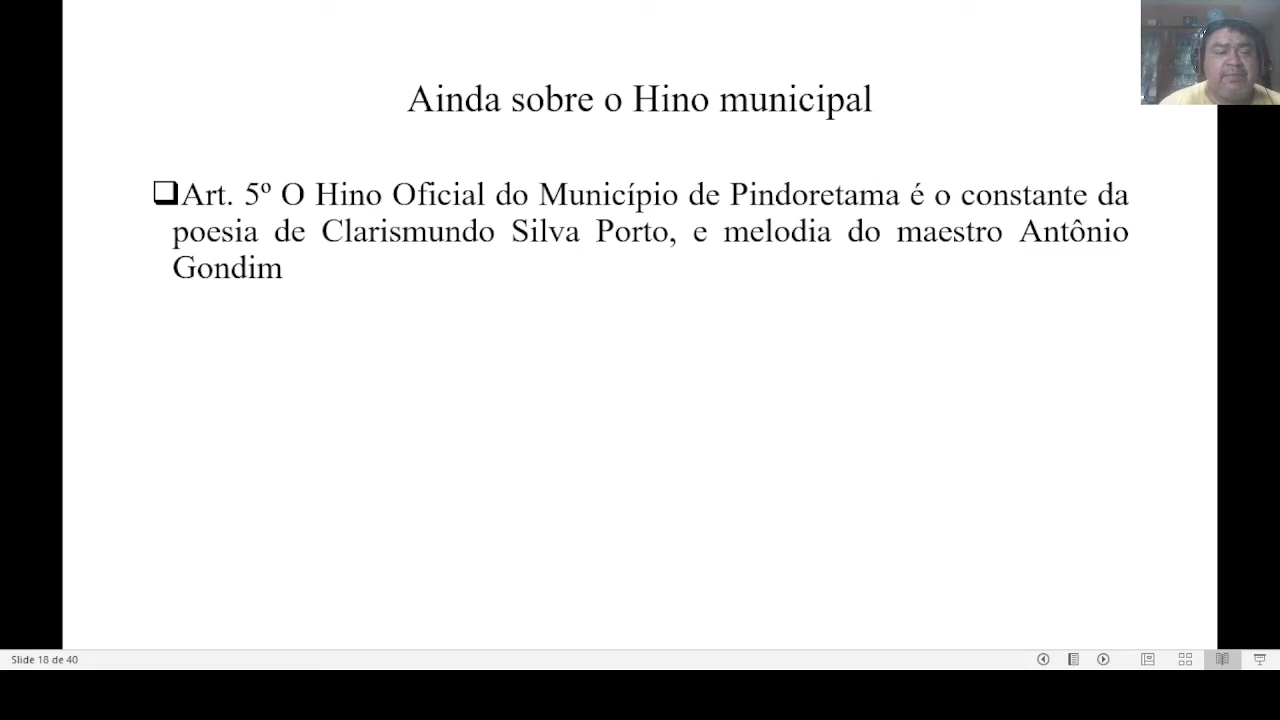 Ainda sobre o Hino municipal
❑Art. 5º O Hino Oficial do Município de Pindoretama é o constante da
poesia de Clarismundo Silva Porto, e melodia do maestro Antônio
Gondim
Slide 18 de 40